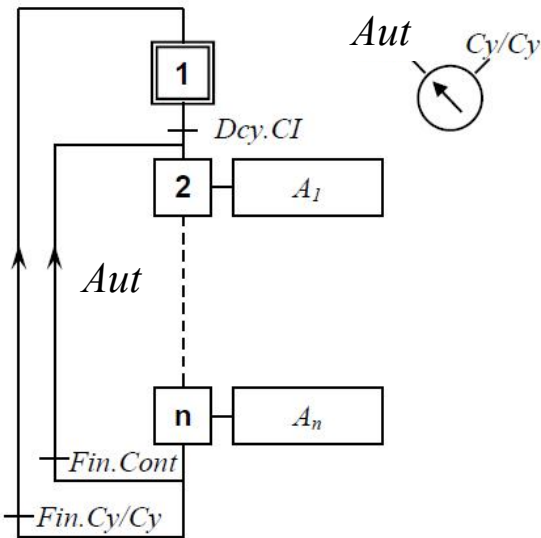 Aut Cy/Cy
1
Dcy.CI
2 A1
Aut
n An
Fin.Cont
Fin.Cy/Cy